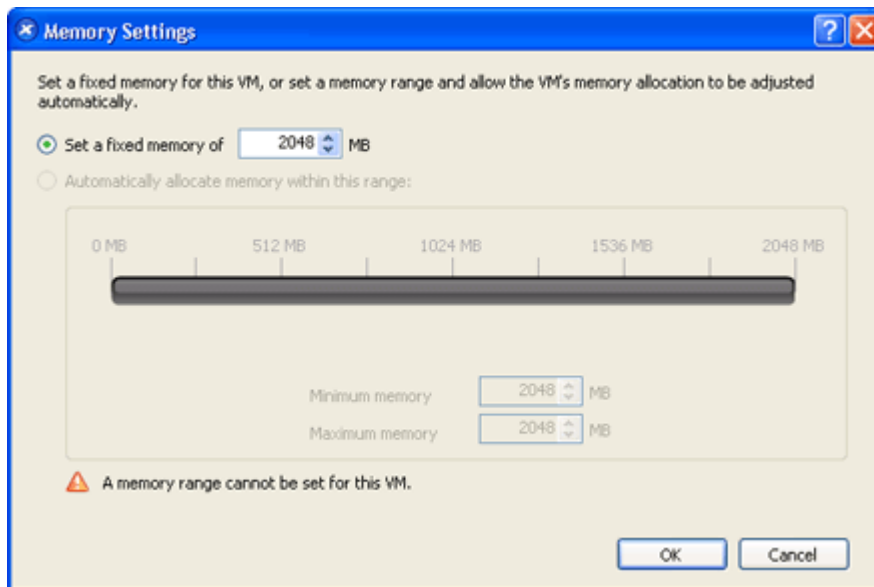 Memory Settings
Set a fixed memory for this VM, or set a memory range and allow the VM's memory allocation to be adjusted
automatically.
Set a fixed memory of 2048 MB
Automatically allocate memory within this range:
0 MB 512 MB 1024 MB 1536 MB 2048 MB
Minimum memory 2048 MB
Maximum memory 2048 MB
A memory range cannot be set for this VM.
OK Cancel